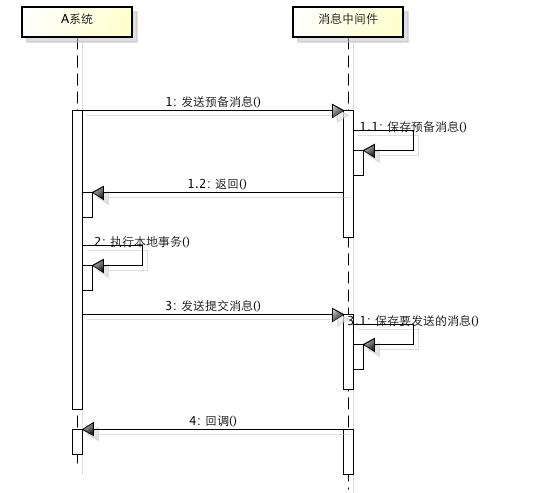 A系统
消息中间件
1: 发送预备消息()
1.1: 保存预备消息()
1.2: 返回()
2: 执行本地事务()
3: 发送提交消息()
3.1: 保存要发送的消息()
4: 回调()